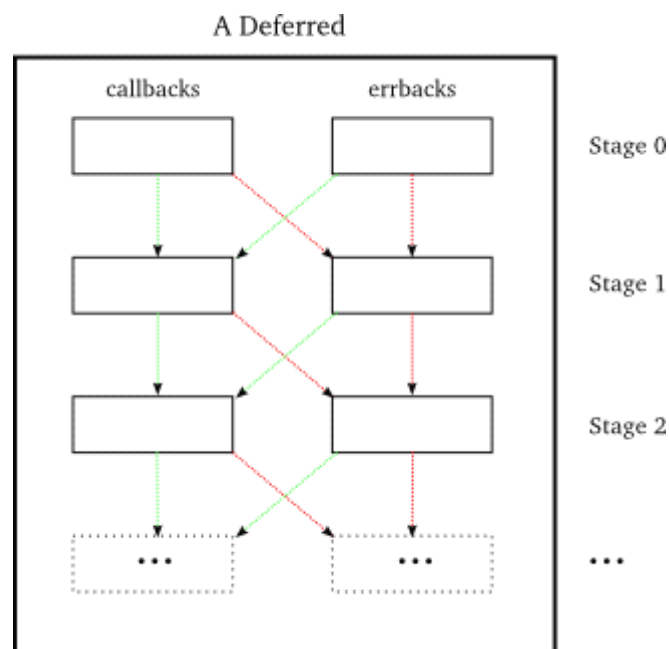 A Deferred
callbacks errbacks
Stage 0
Stage 1
Stage 2
... ... ...